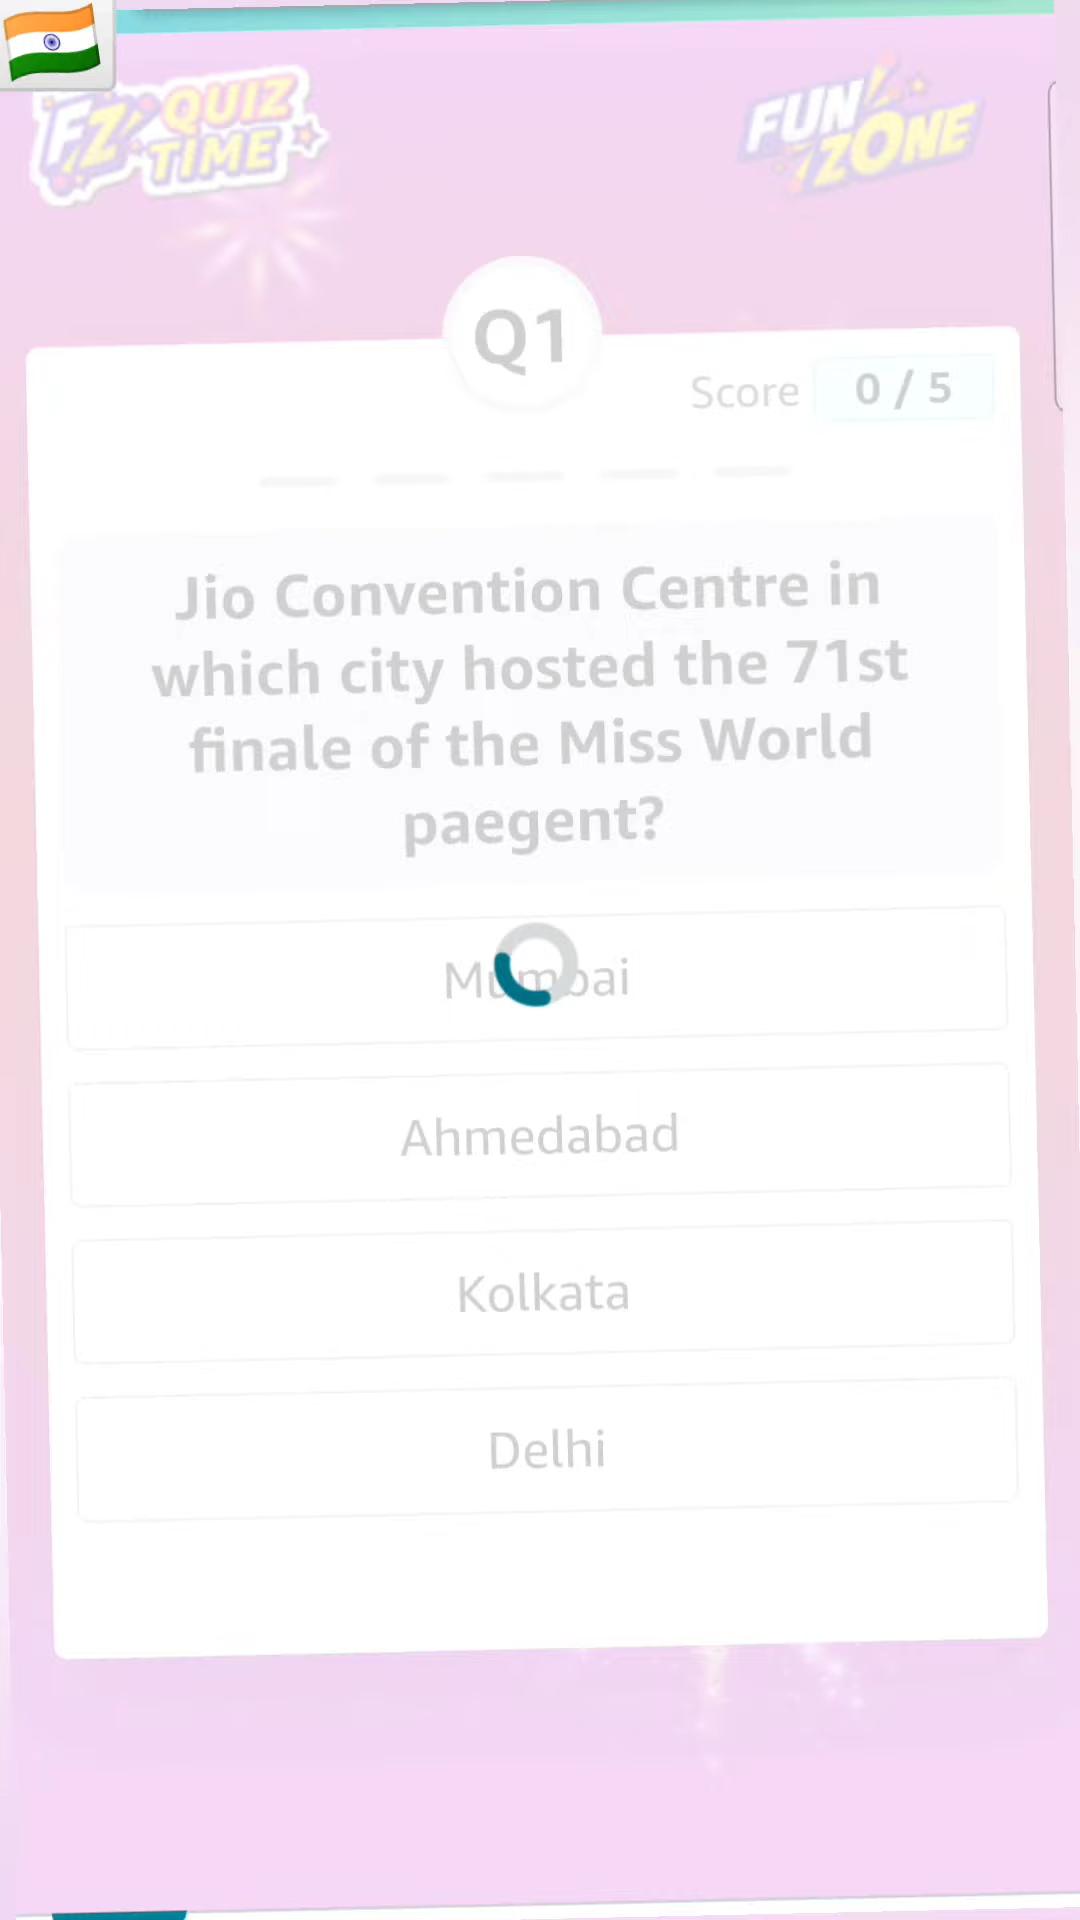 FZ QUIZ TIME
FUN ZONE
Q1
Score 0 / 5
Jio Convention Centre in
which city hosted the 71st
finale of the Miss World
paegent?
Mumbai
Ahmedabad
Kolkata
Delhi